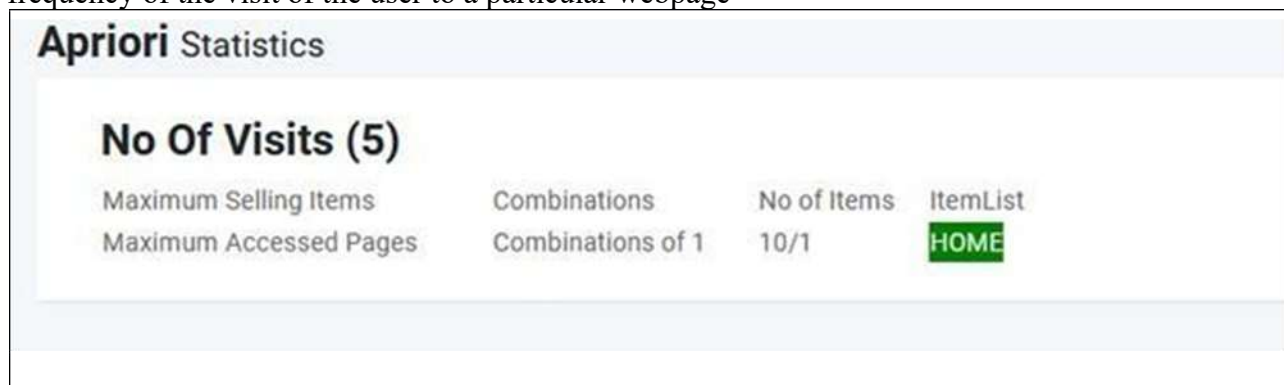 frequency of the visit of the user to a particular webpage
Apriori Statistics
No Of Visits (5)
Maximum Selling Items Combinations No of Items ItemList
Maximum Accessed Pages Combinations of 1 10/1 HOME